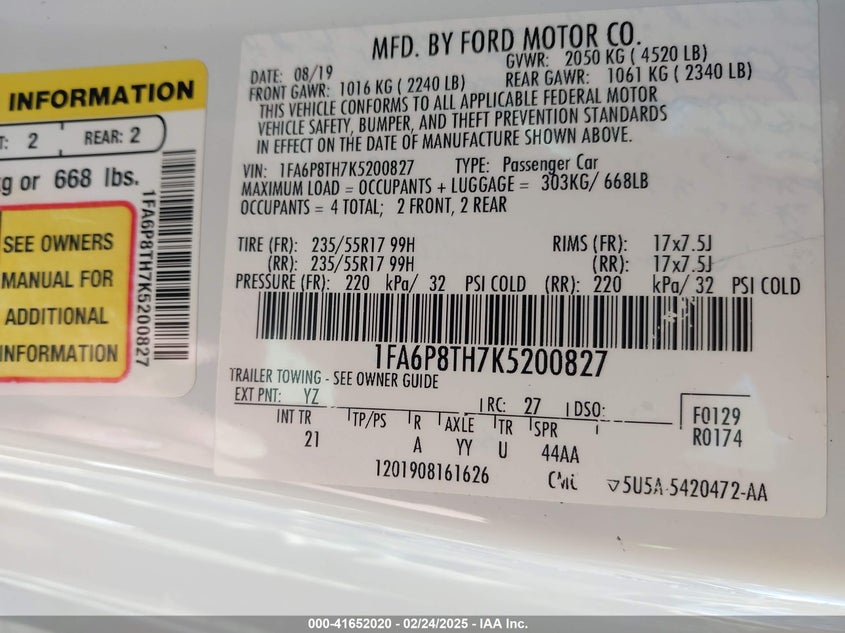 INFORMATION
T: 2 REAR: 2
kg or 668 lbs.
SEE OWNERS
MANUAL FOR
ADDITIONAL
INFORMATION
1FA6P8TH7K5200827
MFD. BY FORD MOTOR CO.
DATE: 08/19 GVWR: 2050 KG ( 4520 LB)
FRONT GAWR: 1016 KG ( 2240 LB) REAR GAWR: 1061 KG ( 2340 LB)
THIS VEHICLE CONFORMS TO ALL APPLICABLE FEDERAL MOTOR
VEHICLE SAFETY, BUMPER, AND THEFT PREVENTION STANDARDS
IN EFFECT ON THE DATE OF MANUFACTURE SHOWN ABOVE.
VIN: 1FA6P8TH7K5200827 TYPE: Passenger Car
MAXIMUM LOAD = OCCUPANTS + LUGGAGE = 303KG/ 668LB
OCCUPANTS = 4 TOTAL; 2 FRONT, 2 REAR
TIRE (FR): 235/55R17 99H RIMS (FR): 17x7.5J
(RR): 235/55R17 99H (RR): 17x7.5J
PRESSURE (FR): 220 kPa/ 32 PSI COLD (RR): 220 kPa/ 32 PSI COLD
1FA6P8TH7K5200827
TRAILER TOWING - SEE OWNER GUIDE
EXT PNT: YZ RC: 27 DSO: F0129
INT TR TP/PS R AXLE TR SPR R0174
21 A YY U 44AA
1201908161626 5U5A-5420472-AA
000-41652020 - 02/24/2025 - IAA Inc.